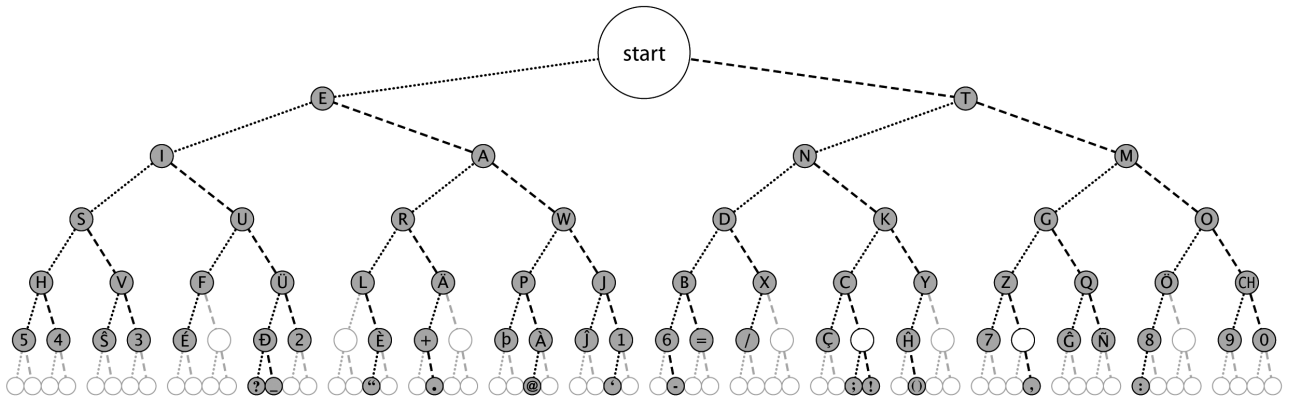 start
E T
I A N M
S U R W D K G O
H V F Ü L Ä P J B X C Y Z Q Ö CH
5 4 Ŝ 3 É Đ 2 È + þ À Ĵ 1 6 = / Ç Ĥ 7 Ĝ Ñ 8 9 0
? _ “ . @ ‘ - ; ! () , :